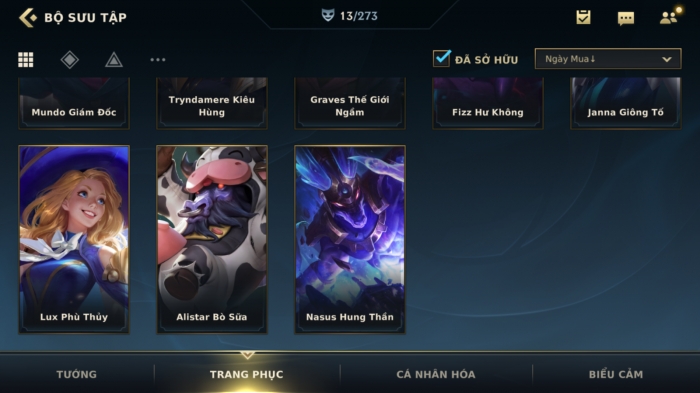 BỘ SƯU TẬP
13/273
ĐÃ SỞ HỮU
Ngày Mua↓
Mundo Giám Đốc
Tryndamere Kiêu
Hùng
Graves Thế Giới
Ngầm
Fizz Hư Không
Janna Giông Tố
Lux Phù Thủy
Alistar Bò Sữa
Nasus Hung Thần
TƯỚNG
TRANG PHỤC
CÁ NHÂN HÓA
BIỂU CẢM